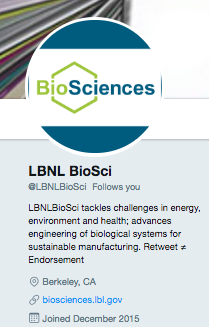 BioSciences
LBNL BioSci
@LBNLBioSci Follows you
LBNLBioSci tackles challenges in energy,
environment and health; advances
engineering of biological systems for
sustainable manufacturing. Retweet ≠
Endorsement
Berkeley, CA
biosciences.lbl.gov
Joined December 2015